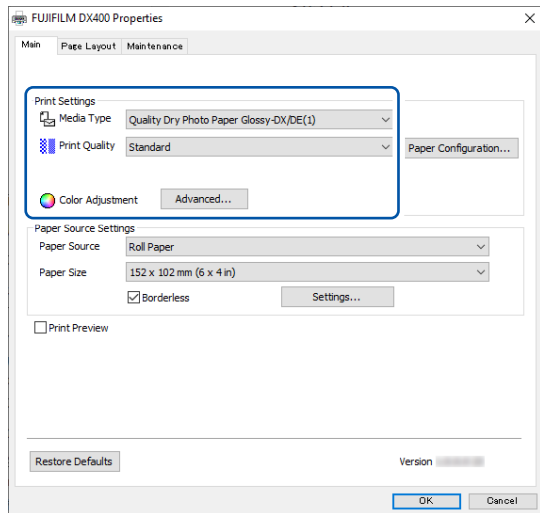 FUJIFILM DX400 Properties
Main Page Layout Maintenance
Print Settings
Media Type Quality Dry Photo Paper Glossy-DX/DE(1)
Print Quality Standard Paper Configuration...
Color Adjustment Advanced...
Paper Source Settings
Paper Source Roll Paper
Paper Size 152 x 102 mm (6 x 4 in)
Borderless Settings...
Print Preview
Restore Defaults Version
OK Cancel